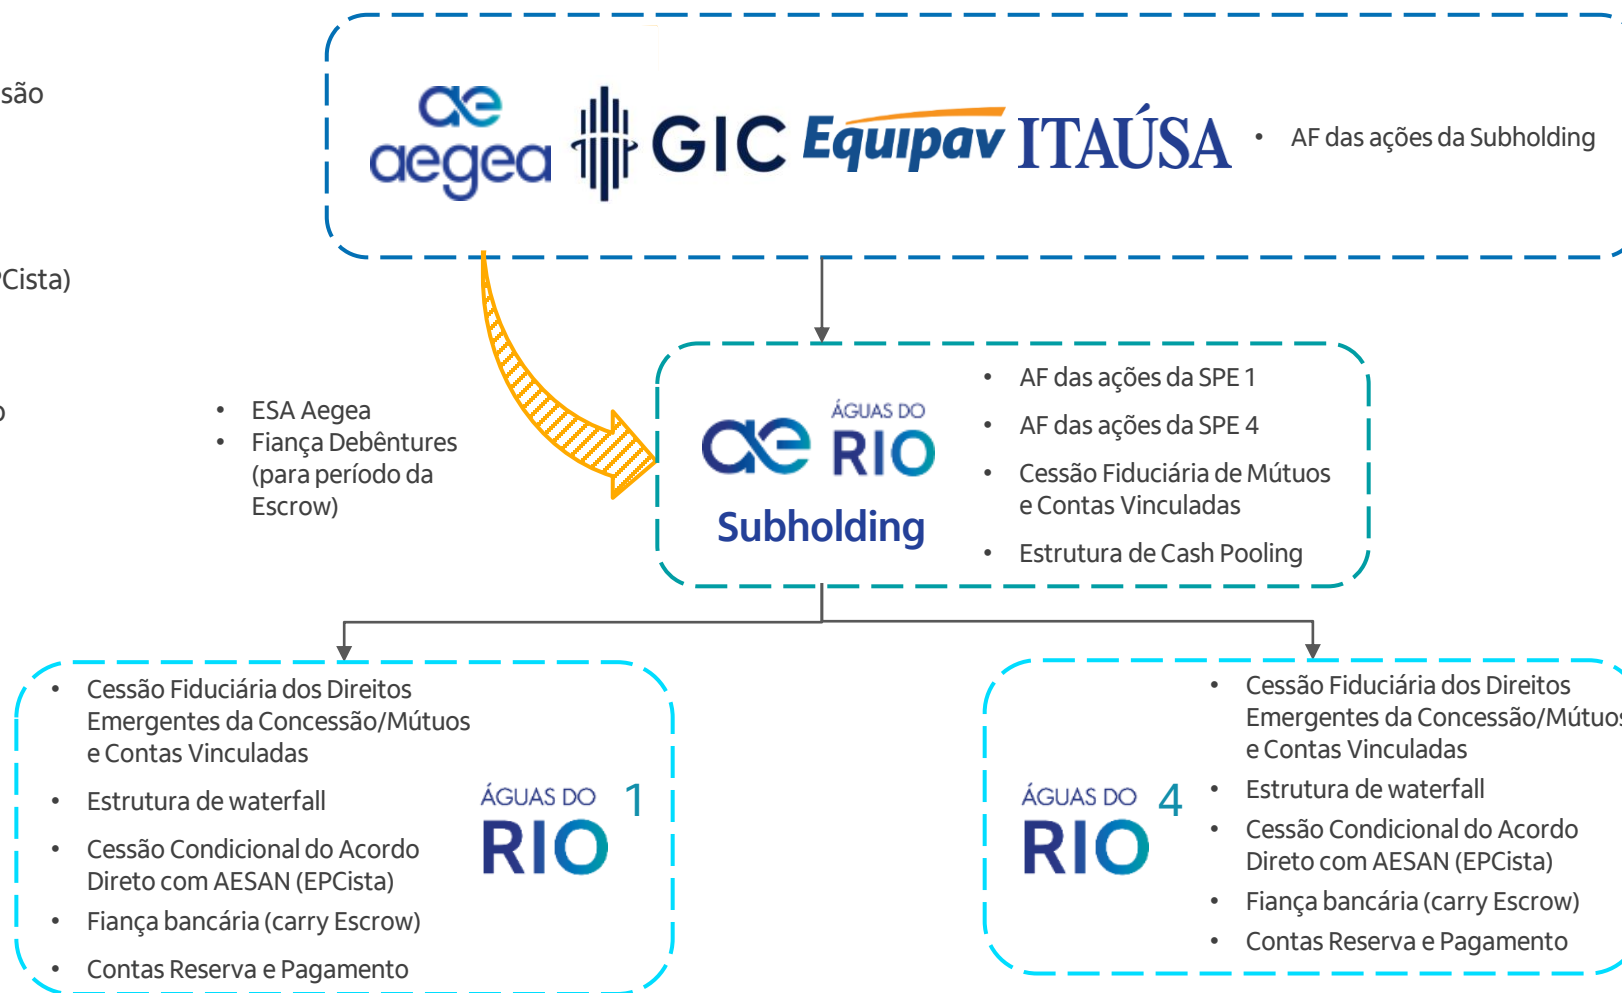 são
PCista)
o
ae
aegea
GIC
Equipav
ITAÚSA
• AF das ações da Subholding
• ESA Aegea
• Fiança Debêntures
(para período da
Escrow)
ae
ÁGUAS DO
RIO
Subholding
• AF das ações da SPE 1
• AF das ações da SPE 4
• Cessão Fiduciária de Mútuos
e Contas Vinculadas
• Estrutura de Cash Pooling
• Cessão Fiduciária dos Direitos
Emergentes da Concessão/Mútuos
e Contas Vinculadas
• Estrutura de waterfall
• Cessão Condicional do Acordo
Direto com AESAN (EPCista)
• Fiança bancária (carry Escrow)
• Contas Reserva e Pagamento
ÁGUAS DO
RIO
1
ÁGUAS DO
RIO
4
• Cessão Fiduciária dos Direitos
Emergentes da Concessão/Mútuos
e Contas Vinculadas
• Estrutura de waterfall
• Cessão Condicional do Acordo
Direto com AESAN (EPCista)
• Fiança bancária (carry Escrow)
• Contas Reserva e Pagamento